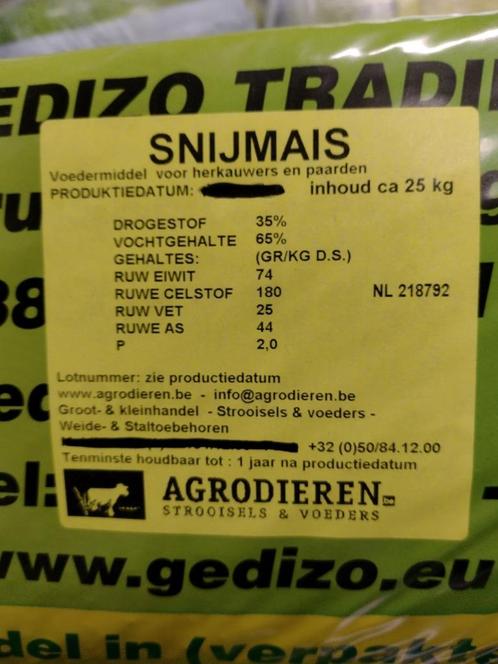 EDIZO TRADI
SNIJMAIS
Voedermiddel voor herkauwers en paarden
PRODUKTIEDATUM: inhoud ca 25 kg
DROGESTOF 35%
VOCHTGEHALTE 65%
GEHALTES: (GR/KG D.S.)
RUW EIWIT 74
RUWE CELSTOF 180 NL 218792
RUW VET 25
RUWE AS 44
P 2,0
Lotnummer: zie productiedatum
www.agrodieren.be - info@agrodieren.be
Groot- & kleinhandel - Strooisels & voeders -
Weide- & Staltoebehoren
+32 (0)50/84.12.00
Tenminste houdbaar tot : 1 jaar na productiedatum
AGRODIEREN.be
STROOISELS & VOEDERS
www.gedizo.eu
del in (verpakte